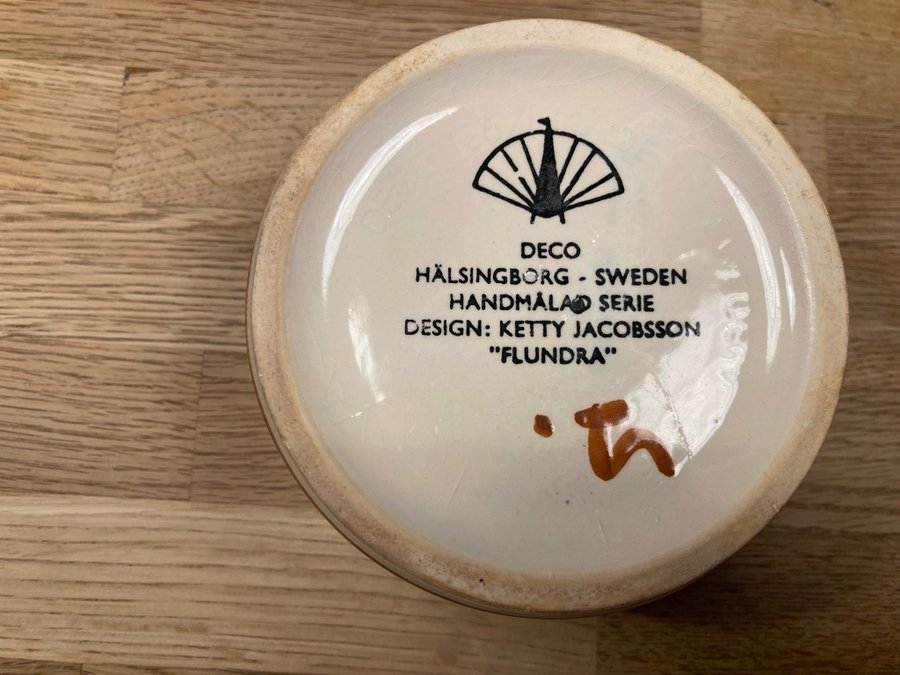 DECO
HÄLSINGBORG - SWEDEN
HANDMÅLAD SERIE
DESIGN: KETTY JACOBSSON
"FLUNDRA"